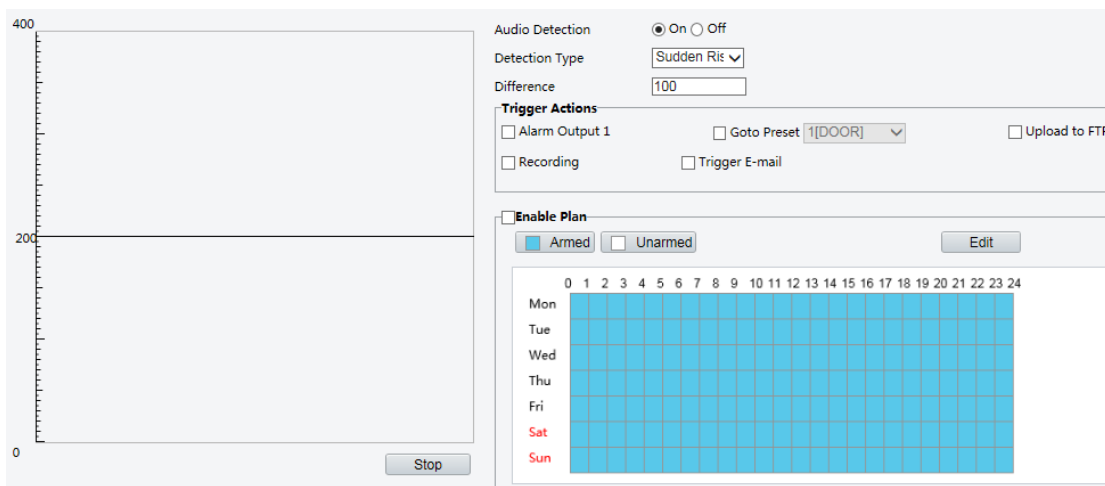 400
200
0
Stop
Audio Detection On Off
Detection Type Sudden Ris
Difference 100
Trigger Actions
Alarm Output 1 Goto Preset 1[DOOR] Upload to FTP
Recording Trigger E-mail
Enable Plan
Armed Unarmed Edit
0 1 2 3 4 5 6 7 8 9 10 11 12 13 14 15 16 17 18 19 20 21 22 23 24
Mon
Tue
Wed
Thu
Fri
Sat
Sun